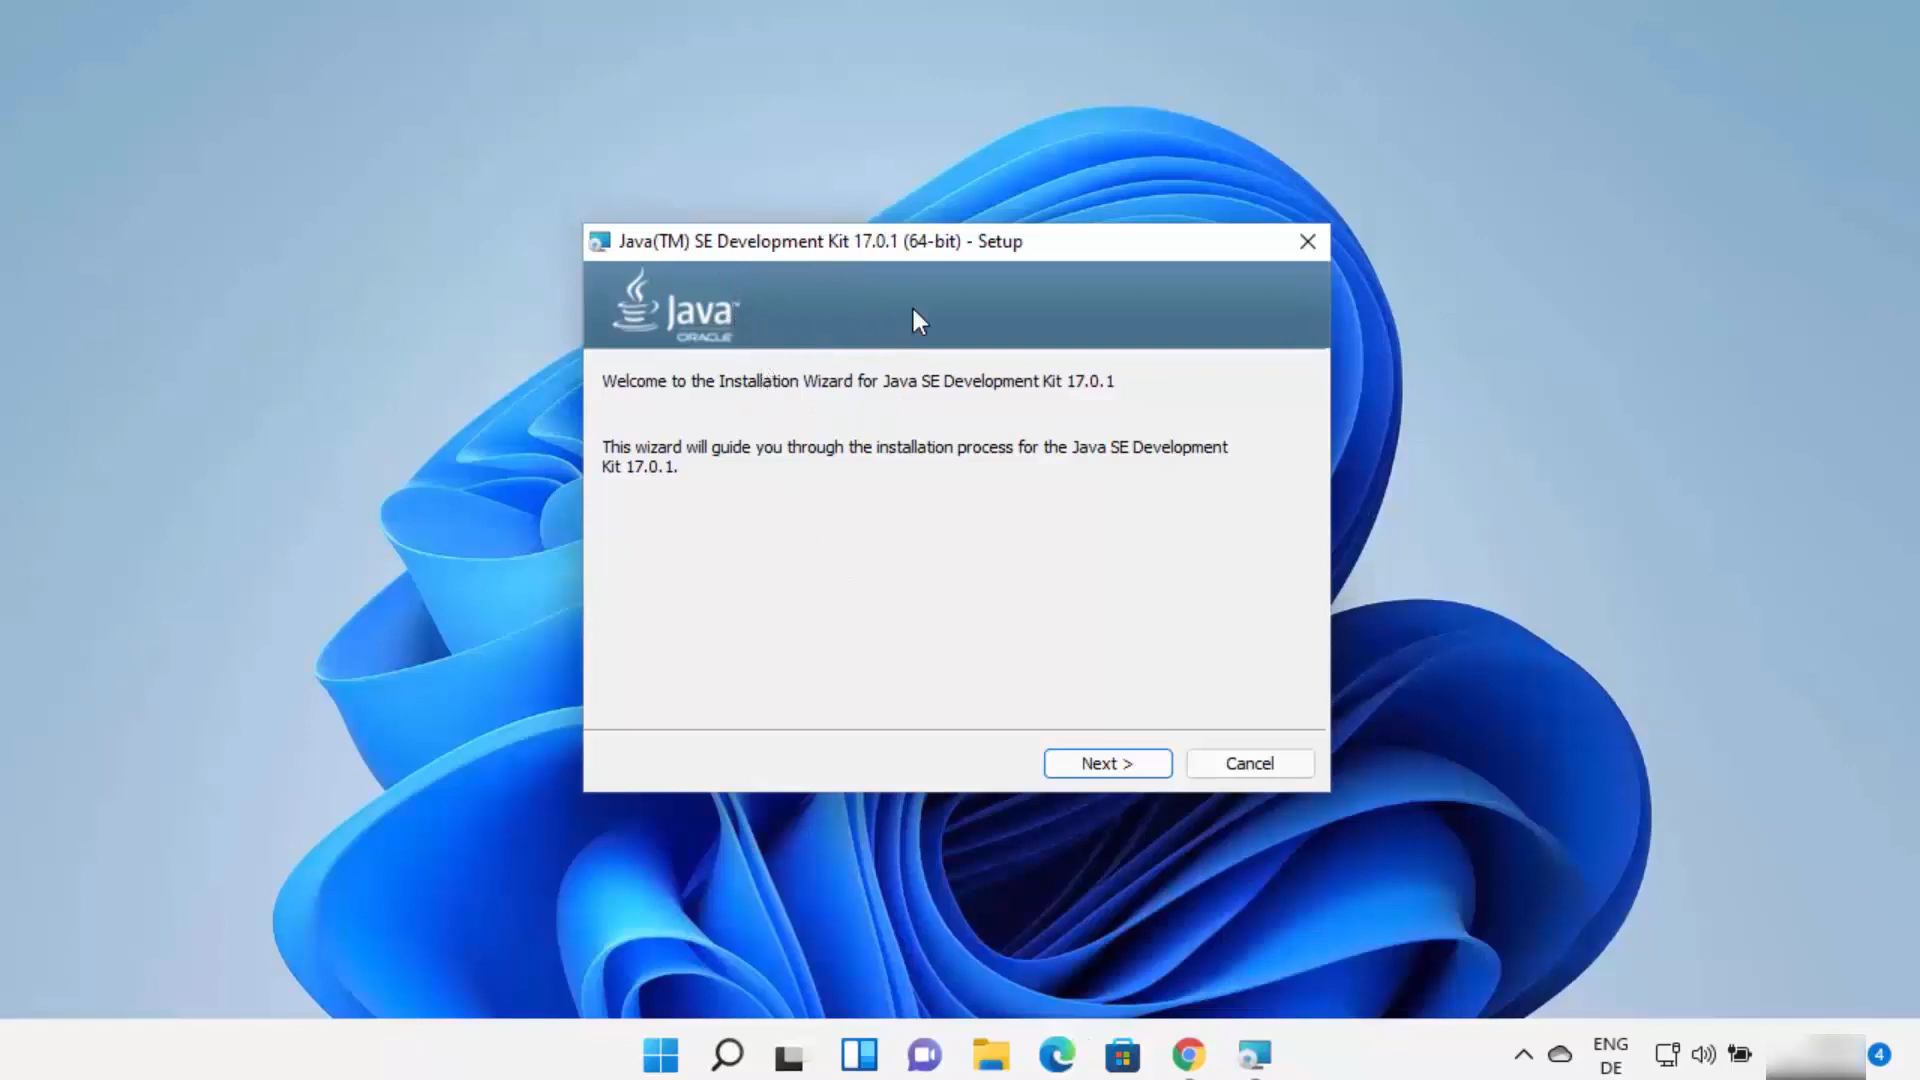 Java(TM) SE Development Kit 17.0.1 (64-bit) - Setup
Java™
ORACLE
Welcome to the Installation Wizard for Java SE Development Kit 17.0.1
This wizard will guide you through the installation process for the Java SE Development
Kit 17.0.1.
Next >
Cancel
ENG
DE
4